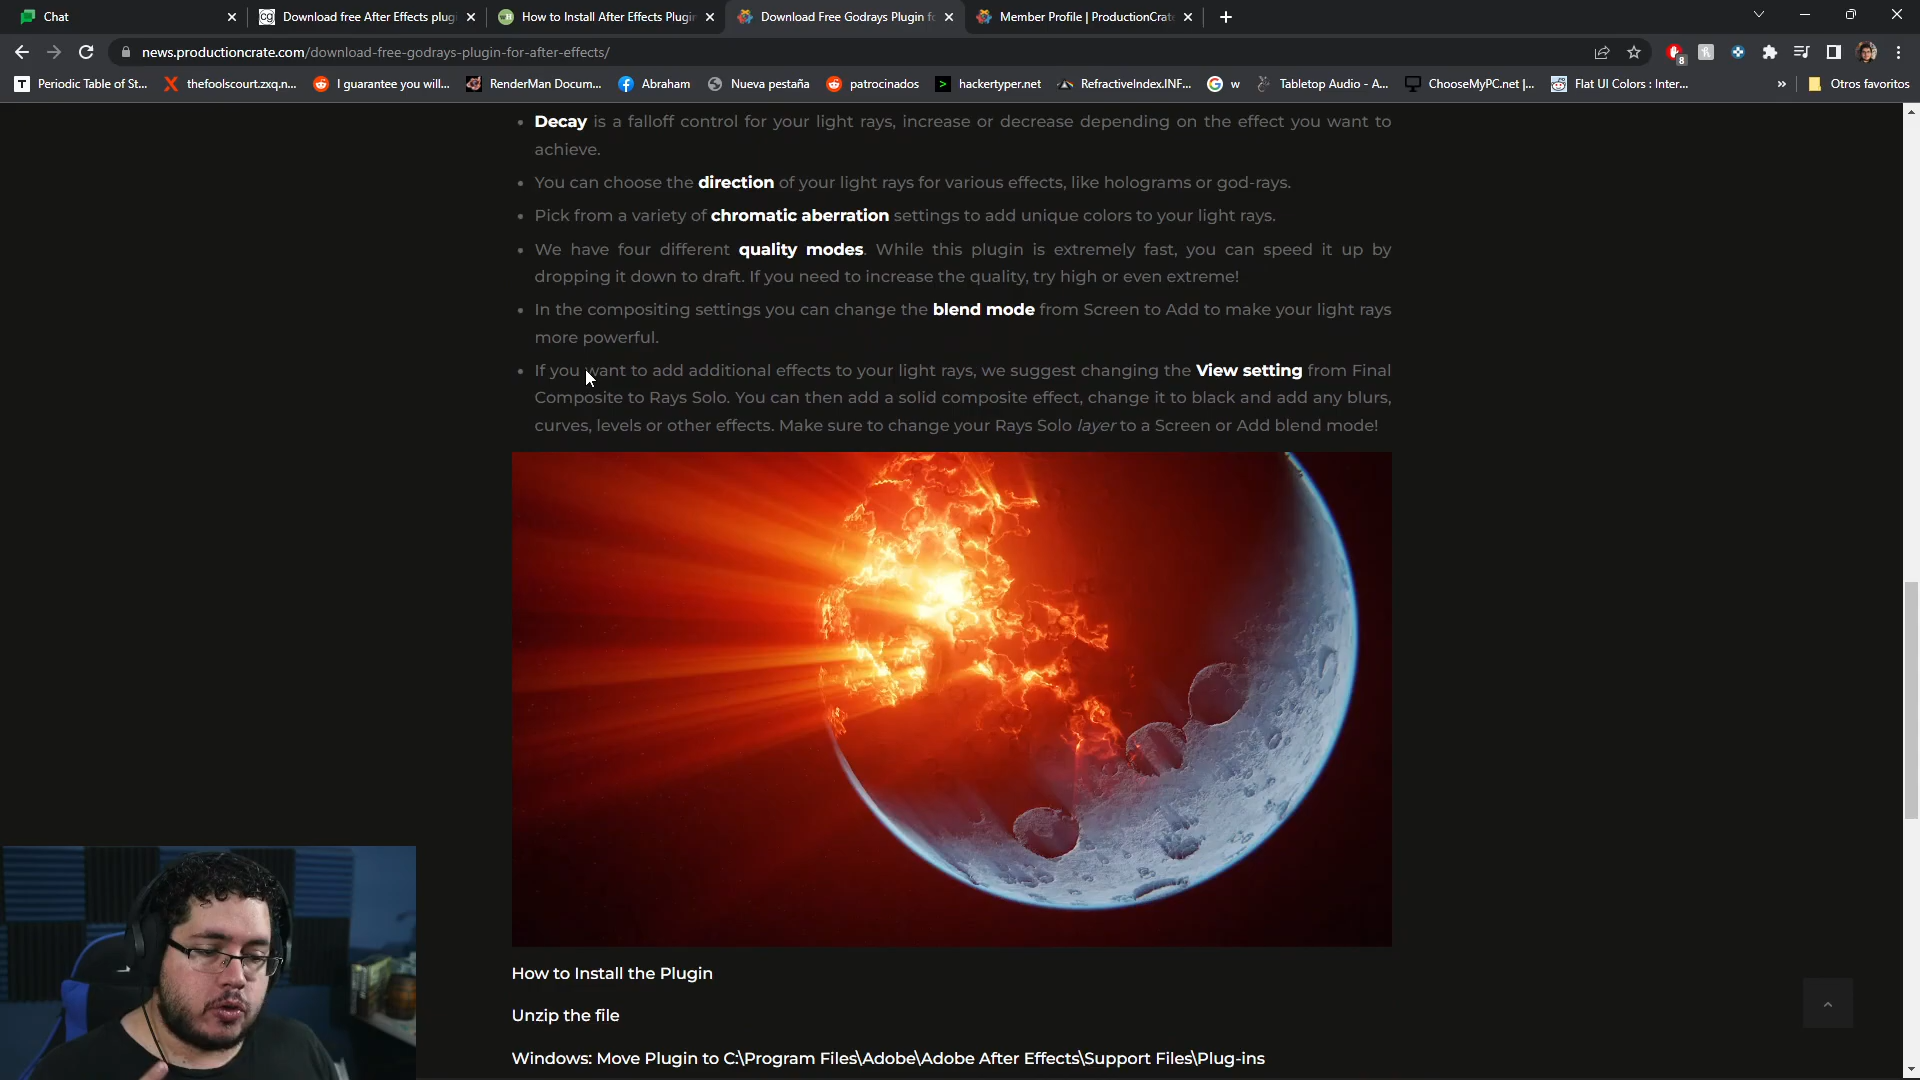 Chat
Download free After Effects plugi
How to Install After Effects Plugin
Download Free Godrays Plugin fo
Member Profile | ProductionCrate
news.productioncrate.com/download-free-godrays-plugin-for-after-effects/
8
Periodic Table of St...
thefoolscourt.zxq.n...
I guarantee you will...
RenderMan Docum...
Abraham
Nueva pestaña
patrocinados
hackertyper.net
RefractiveIndex.INF...
w
Tabletop Audio - A...
ChooseMyPC.net |...
Flat UI Colors : Inter...
»
Otros favoritos
• Decay is a falloff control for your light rays, increase or decrease depending on the effect you want to
achieve.
• You can choose the direction of your light rays for various effects, like holograms or god-rays.
• Pick from a variety of chromatic aberration settings to add unique colors to your light rays.
• We have four different quality modes. While this plugin is extremely fast, you can speed it up by
dropping it down to draft. If you need to increase the quality, try high or even extreme!
• In the compositing settings you can change the blend mode from Screen to Add to make your light rays
more powerful.
• If you want to add additional effects to your light rays, we suggest changing the View setting from Final
Composite to Rays Solo. You can then add a solid composite effect, change it to black and add any blurs,
curves, levels or other effects. Make sure to change your Rays Solo layer to a Screen or Add blend mode!
How to Install the Plugin
Unzip the file
Windows: Move Plugin to C:\Program Files\Adobe\Adobe After Effects\Support Files\Plug-ins